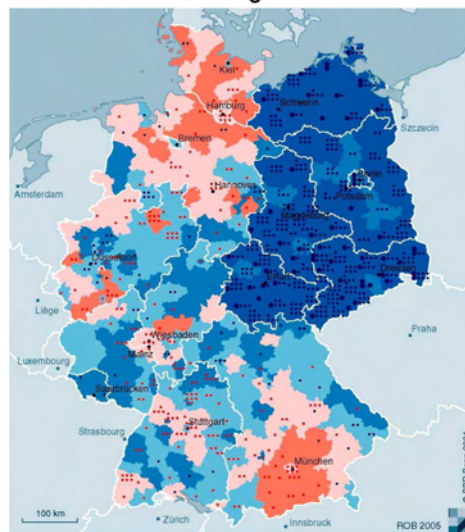 Kiel
Hamburg
Schwerin
Szczecin
Bremen
Berlin
Amsterdam
Hannover
Potsdam
Magdeburg
Düsseldorf
Erfurt
Dresden
Liège
Wiesbaden
Praha
Mainz
Luxembourg
Saarbrücken
Stuttgart
Strasbourg
München
100 km
Zürich
Innsbruck
ROB 2005